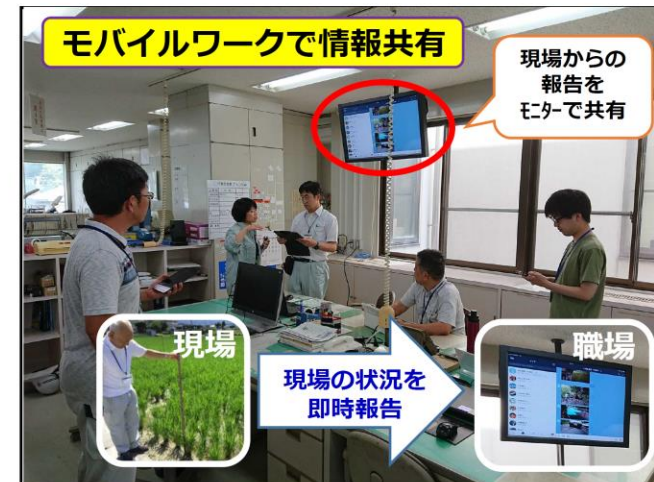 モバイルワークで情報共有
現場からの
報告を
ﾓﾆﾀｰで共有
現場
現場の状況を
即時報告
職場